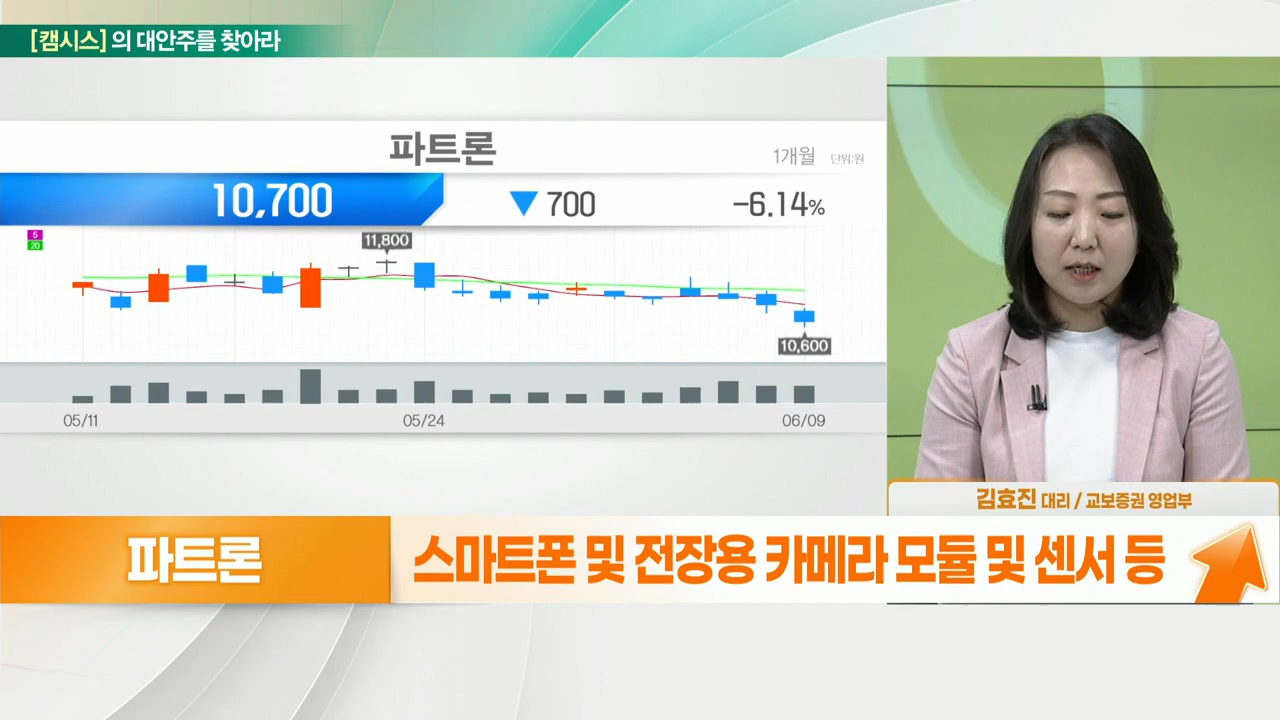 [캠시스]의 대안주를 찾아라
파트론
1개월 단위:원
10,700 ▼700 -6.14%
5
20
11,800
10,600
05/11 05/24 06/09
김효진 대리 / 교보증권 영업부
파트론 스마트폰 및 전장용 카메라 모듈 및 센서 등